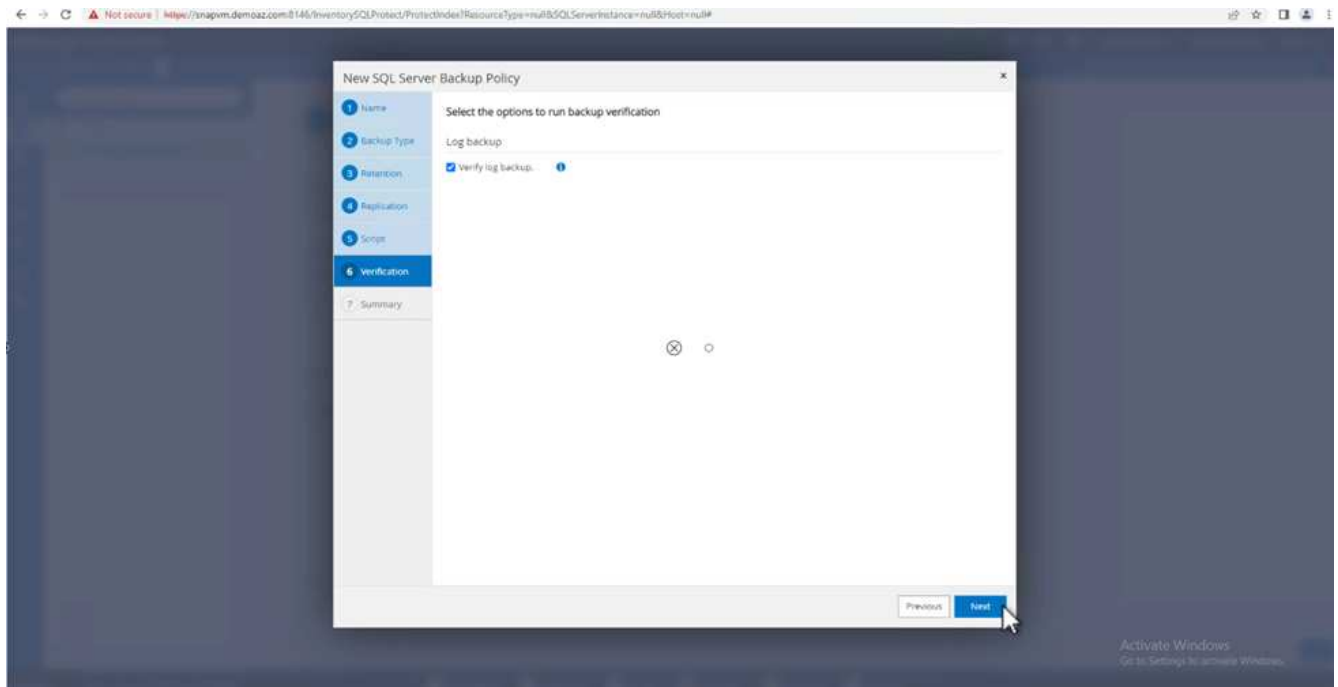 Not secure | https://snapvm.demoaz.com:8146/InventorySQLProtect/ProtectIndex?ResourceType=null&SQLServerInstance=null&Host=null#
New SQL Server Backup Policy
x
1 Name
2 Backup Type
3 Retention
4 Replication
5 Script
6 Verification
7 Summary
Select the options to run backup verification
Log backup
Verify log backup.
Previous
Next
Activate Windows
Go to Settings to activate Windows.